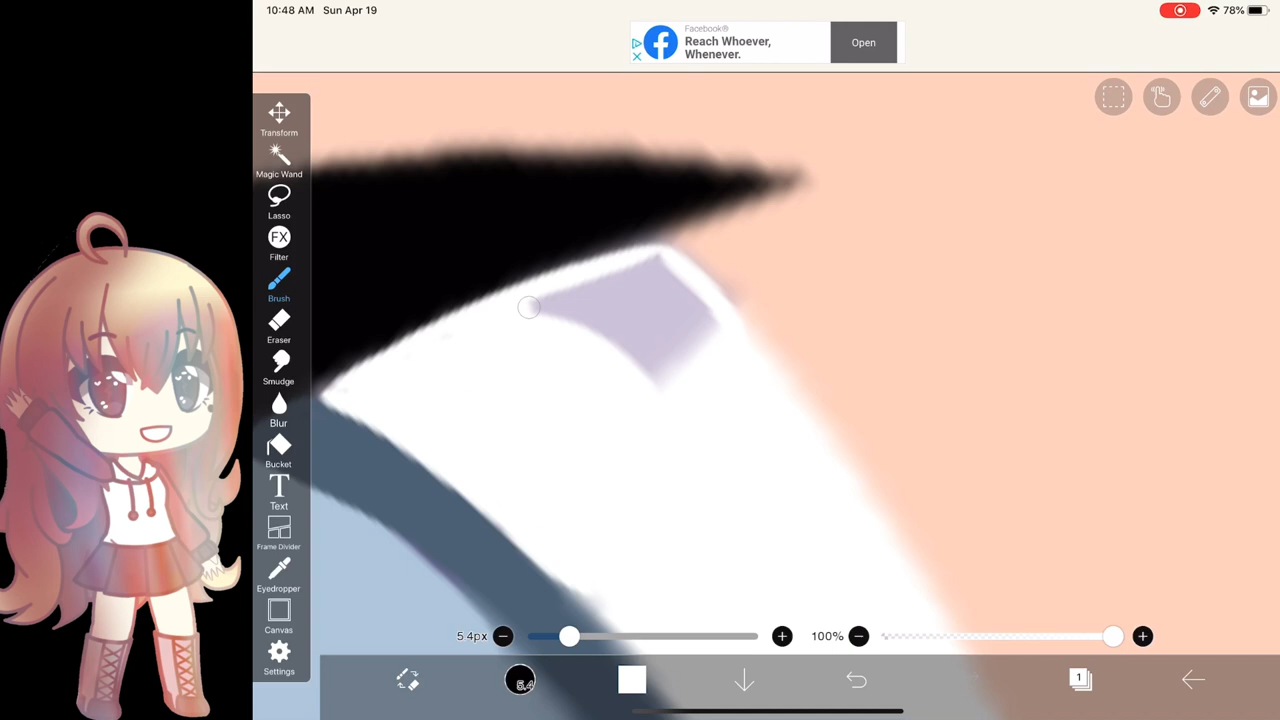 10:48 AM Sun Apr 19
78%
Facebook®
Reach Whoever,
Whenever.
Open
Transform
Magic Wand
Lasso
FX
Filter
Brush
Eraser
Smudge
Blur
Bucket
T
Text
Frame Divider
Eyedropper
Canvas
Settings
5.4px
100%
5.4
1